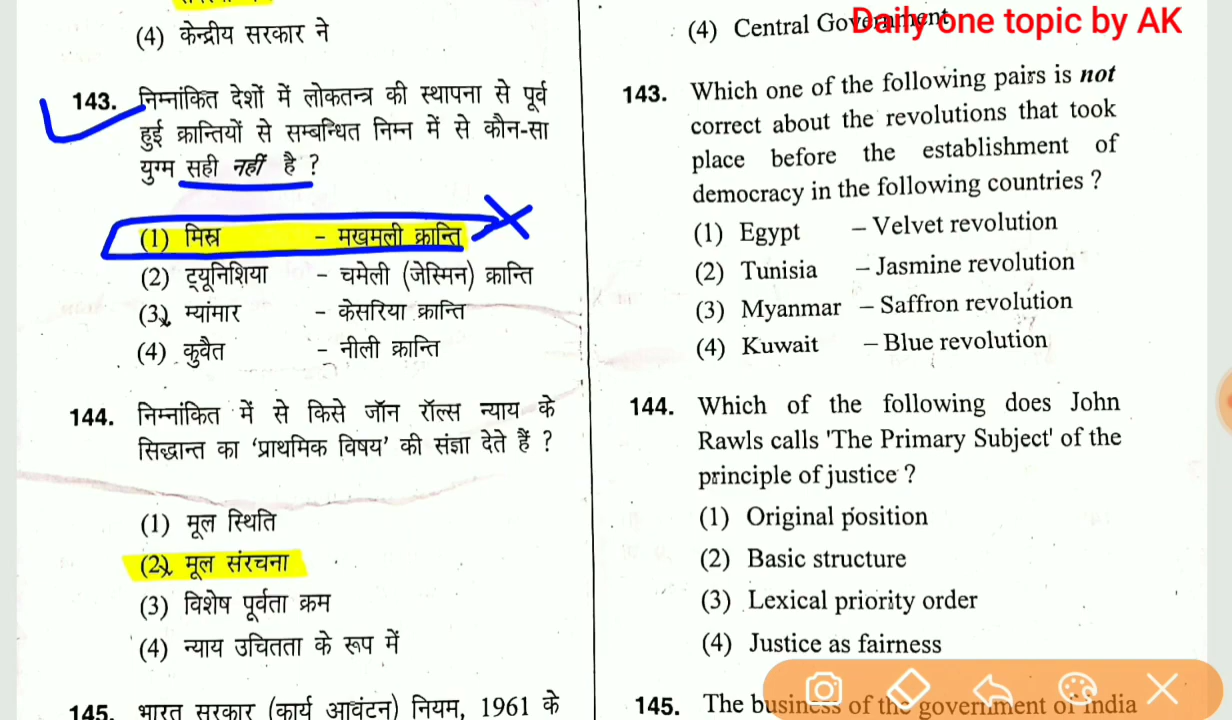 (4) केन्द्रीय सरकार ने
143. निम्नांकित देशों में लोकतन्त्र की स्थापना से पूर्व
हुई क्रान्तियों से सम्बन्धित निम्न में से कौन-सा
युग्म सही नहीं है ?
(1) मिस्र – मखमली क्रान्ति
(2) ट्यूनिशिया – चमेली (जेस्मिन) क्रान्ति
(3) म्यांमार – केसरिया क्रान्ति
(4) कुवैत – नीली क्रान्ति
144. निम्नांकित में से किसे जॉन रॉल्स न्याय के
सिद्धान्त का ‘प्राथमिक विषय’ की संज्ञा देते हैं ?
(1) मूल स्थिति
(2) मूल संरचना
(3) विशेष पूर्वता क्रम
(4) न्याय उचितता के रूप में
145. भारत सरकार (कार्य आवंटन) नियम, 1961 के
Daily one topic by AK
(4) Central Government
143. Which one of the following pairs is not
correct about the revolutions that took
place before the establishment of
democracy in the following countries ?
(1) Egypt – Velvet revolution
(2) Tunisia – Jasmine revolution
(3) Myanmar – Saffron revolution
(4) Kuwait – Blue revolution
144. Which of the following does John
Rawls calls 'The Primary Subject' of the
principle of justice ?
(1) Original position
(2) Basic structure
(3) Lexical priority order
(4) Justice as fairness
145. The business of the government of India